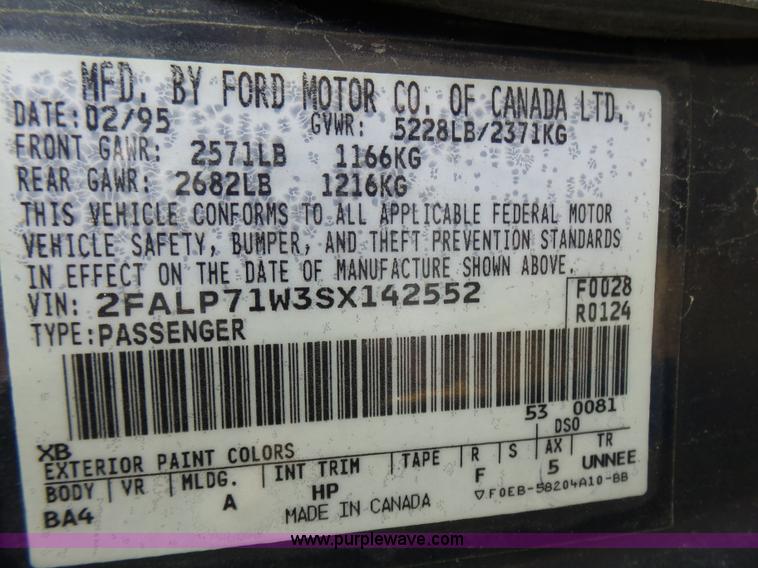 MFD. BY FORD MOTOR CO. OF CANADA LTD.
DATE: 02/95 GVWR: 5228LB/2371KG
FRONT GAWR: 2571LB 1166KG
REAR GAWR: 2682LB 1216KG
THIS VEHICLE CONFORMS TO ALL APPLICABLE FEDERAL MOTOR
VEHICLE SAFETY, BUMPER, AND THEFT PREVENTION STANDARDS
IN EFFECT ON THE DATE OF MANUFACTURE SHOWN ABOVE.
VIN: 2FALP71W3SX142552 F0028
TYPE: PASSENGER R0124
53 0081
XB DSO
EXTERIOR PAINT COLORS
BODY VR MLDG. INT TRIM TAPE R S AX TR
BA4 A HP F 5 UNNEE
MADE IN CANADA ▽ F0EB-58204A10-BB
www.purplewave.com